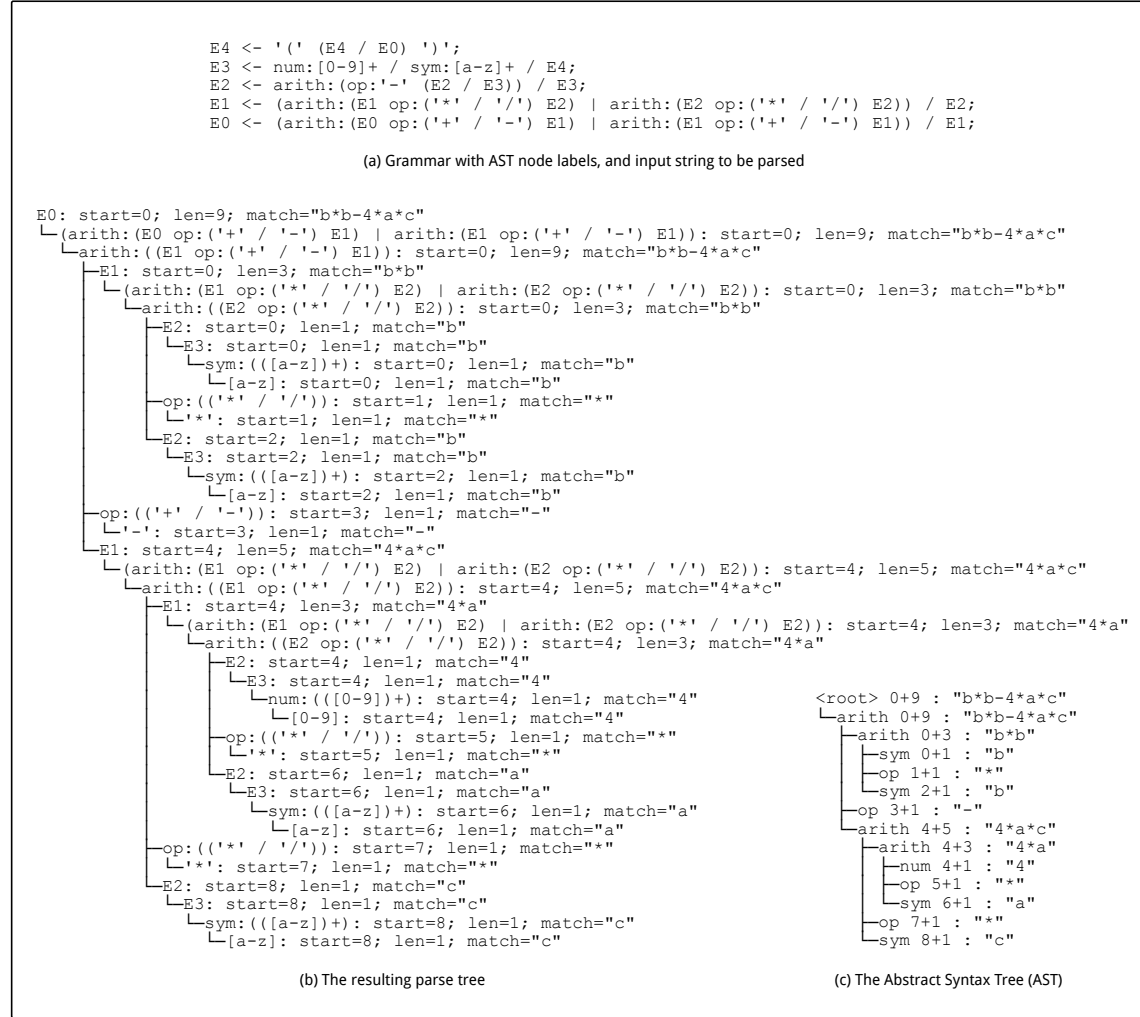 E4 <- '(' (E4 / E0) ')';
E3 <- num:[0-9]+ / sym:[a-z]+ / E4;
E2 <- arith:(op:'-' (E2 / E3)) / E3;
E1 <- (arith:(E1 op:('*' / '/') E2) | arith:(E2 op:('*' / '/') E2)) / E2;
E0 <- (arith:(E0 op:('+' / '-') E1) | arith:(E1 op:('+' / '-') E1)) / E1;
(a) Grammar with AST node labels, and input string to be parsed
E0: start=0; len=9; match="b*b-4*a*c"
(arith:(E0 op:('+' / '-') E1) | arith:(E1 op:('+' / '-') E1)): start=0; len=9; match="b*b-4*a*c"
arith:((E1 op:('+' / '-') E1)): start=0; len=9; match="b*b-4*a*c"
E1: start=0; len=3; match="b*b"
(arith:(E1 op:('*' / '/') E2) | arith:(E2 op:('*' / '/') E2)): start=0; len=3; match="b*b"
arith:((E2 op:('*' / '/') E2)): start=0; len=3; match="b*b"
E2: start=0; len=1; match="b"
E3: start=0; len=1; match="b"
sym:(([a-z])+): start=0; len=1; match="b"
[a-z]: start=0; len=1; match="b"
op:(('*' / '/')): start=1; len=1; match="*"
'*': start=1; len=1; match="*"
E2: start=2; len=1; match="b"
E3: start=2; len=1; match="b"
sym:(([a-z])+): start=2; len=1; match="b"
[a-z]: start=2; len=1; match="b"
op:(('+' / '-')): start=3; len=1; match="-"
'-': start=3; len=1; match="-"
E1: start=4; len=5; match="4*a*c"
(arith:(E1 op:('*' / '/') E2) | arith:(E2 op:('*' / '/') E2)): start=4; len=5; match="4*a*c"
arith:((E1 op:('*' / '/') E2)): start=4; len=5; match="4*a*c"
E1: start=4; len=3; match="4*a"
(arith:(E1 op:('*' / '/') E2) | arith:(E2 op:('*' / '/') E2)): start=4; len=3; match="4*a"
arith:((E2 op:('*' / '/') E2)): start=4; len=3; match="4*a"
E2: start=4; len=1; match="4"
E3: start=4; len=1; match="4"
num:(([0-9])+): start=4; len=1; match="4"
[0-9]: start=4; len=1; match="4"
op:(('*' / '/')): start=5; len=1; match="*"
'*': start=5; len=1; match="*"
E2: start=6; len=1; match="a"
E3: start=6; len=1; match="a"
sym:(([a-z])+): start=6; len=1; match="a"
[a-z]: start=6; len=1; match="a"
op:(('*' / '/')): start=7; len=1; match="*"
'*': start=7; len=1; match="*"
E2: start=8; len=1; match="c"
E3: start=8; len=1; match="c"
sym:(([a-z])+): start=8; len=1; match="c"
[a-z]: start=8; len=1; match="c"
(b) The resulting parse tree
<root> 0+9 : "b*b-4*a*c"
arith 0+9 : "b*b-4*a*c"
arith 0+3 : "b*b"
sym 0+1 : "b"
op 1+1 : "*"
sym 2+1 : "b"
op 3+1 : "-"
arith 4+5 : "4*a*c"
arith 4+3 : "4*a"
num 4+1 : "4"
op 5+1 : "*"
sym 6+1 : "a"
op 7+1 : "*"
sym 8+1 : "c"
(c) The Abstract Syntax Tree (AST)